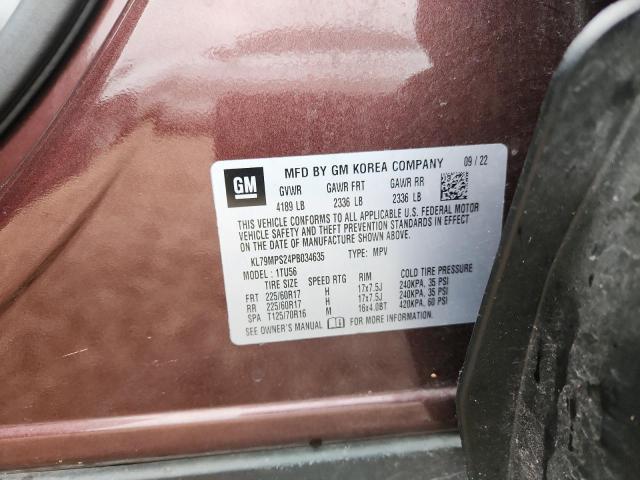 GM
MFD BY GM KOREA COMPANY 09 / 22
GVWR GAWR FRT GAWR RR
4189 LB 2336 LB 2336 LB
THIS VEHICLE CONFORMS TO ALL APPLICABLE U.S. FEDERAL MOTOR
VEHICLE SAFETY AND THEFT PREVENTION STANDARDS IN EFFECT
ON THE DATE OF MANUFACTURE SHOWN ABOVE.
KL79MPS24PB034635 TYPE: MPV
MODEL: 1TU56
TIRE SIZE SPEED RTG RIM COLD TIRE PRESSURE
FRT 225/60R17 H 17x7.5J 240KPA, 35 PSI
RR 225/60R17 H 17x7.5J 240KPA, 35 PSI
SPA T125/70R16 M 16x4.0BT 420KPA, 60 PSI
SEE OWNER'S MANUAL FOR MORE INFORMATION.